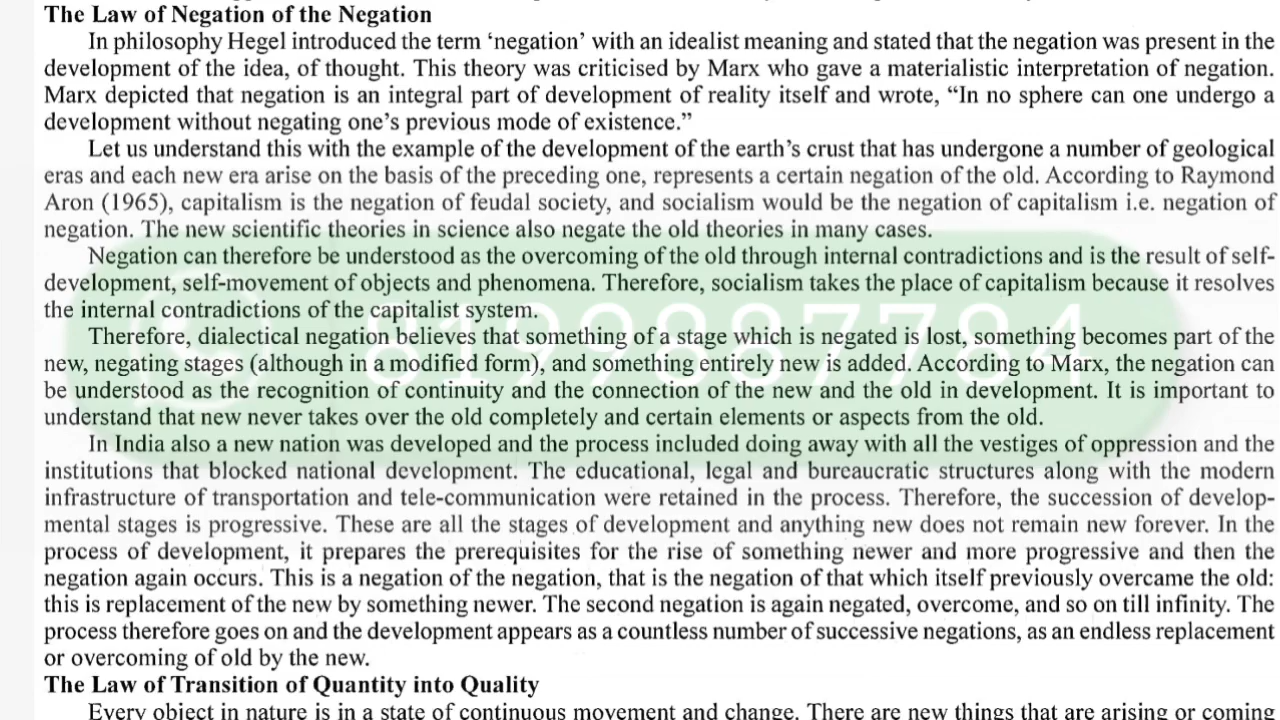 The Law of Negation of the Negation
In philosophy Hegel introduced the term ‘negation’ with an idealist meaning and stated that the negation was present in the
development of the idea, of thought. This theory was criticised by Marx who gave a materialistic interpretation of negation.
Marx depicted that negation is an integral part of development of reality itself and wrote, “In no sphere can one undergo a
development without negating one’s previous mode of existence.”
Let us understand this with the example of the development of the earth’s crust that has undergone a number of geological
eras and each new era arise on the basis of the preceding one, represents a certain negation of the old. According to Raymond
Aron (1965), capitalism is the negation of feudal society, and socialism would be the negation of capitalism i.e. negation of
negation. The new scientific theories in science also negate the old theories in many cases.
Negation can therefore be understood as the overcoming of the old through internal contradictions and is the result of self-
development, self-movement of objects and phenomena. Therefore, socialism takes the place of capitalism because it resolves
the internal contradictions of the capitalist system.
Therefore, dialectical negation believes that something of a stage which is negated is lost, something becomes part of the
new, negating stages (although in a modified form), and something entirely new is added. According to Marx, the negation can
be understood as the recognition of continuity and the connection of the new and the old in development. It is important to
understand that new never takes over the old completely and certain elements or aspects from the old.
In India also a new nation was developed and the process included doing away with all the vestiges of oppression and the
institutions that blocked national development. The educational, legal and bureaucratic structures along with the modern
infrastructure of transportation and tele-communication were retained in the process. Therefore, the succession of develop-
mental stages is progressive. These are all the stages of development and anything new does not remain new forever. In the
process of development, it prepares the prerequisites for the rise of something newer and more progressive and then the
negation again occurs. This is a negation of the negation, that is the negation of that which itself previously overcame the old:
this is replacement of the new by something newer. The second negation is again negated, overcome, and so on till infinity. The
process therefore goes on and the development appears as a countless number of successive negations, as an endless replacement
or overcoming of old by the new.
The Law of Transition of Quantity into Quality
Every object in nature is in a state of continuous movement and change. There are new things that are arising or coming